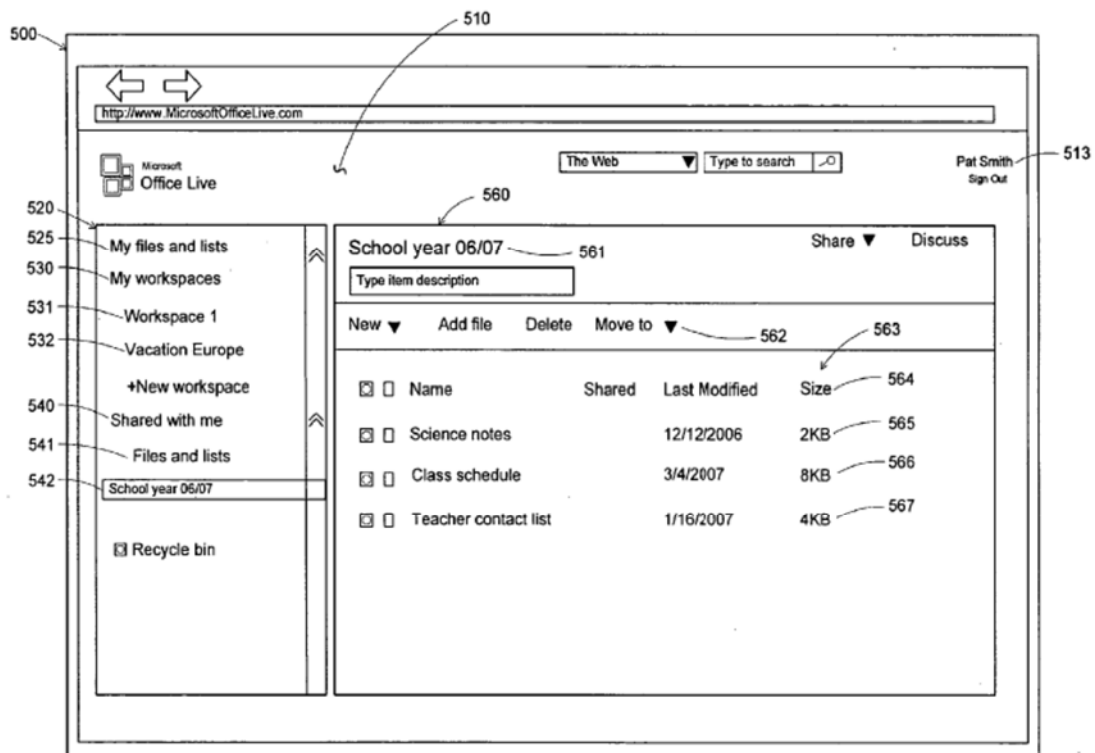 510
500
http://www.MicrosoftOfficeLive.com
Microsoft
Office Live
The Web
Type to search
Pat Smith
513
Sign Out
520
560
525
My files and lists
School year 06/07
561
Share
Discuss
530
My workspaces
Type item description
531
Workspace 1
New
Add file
Delete
Move to
562
563
532
Vacation Europe
+New workspace
Name
Shared
Last Modified
Size
564
540
Shared with me
Science notes
12/12/2006
2KB
565
541
Files and lists
Class schedule
3/4/2007
8KB
566
542
School year 06/07
Teacher contact list
1/16/2007
4KB
567
Recycle bin